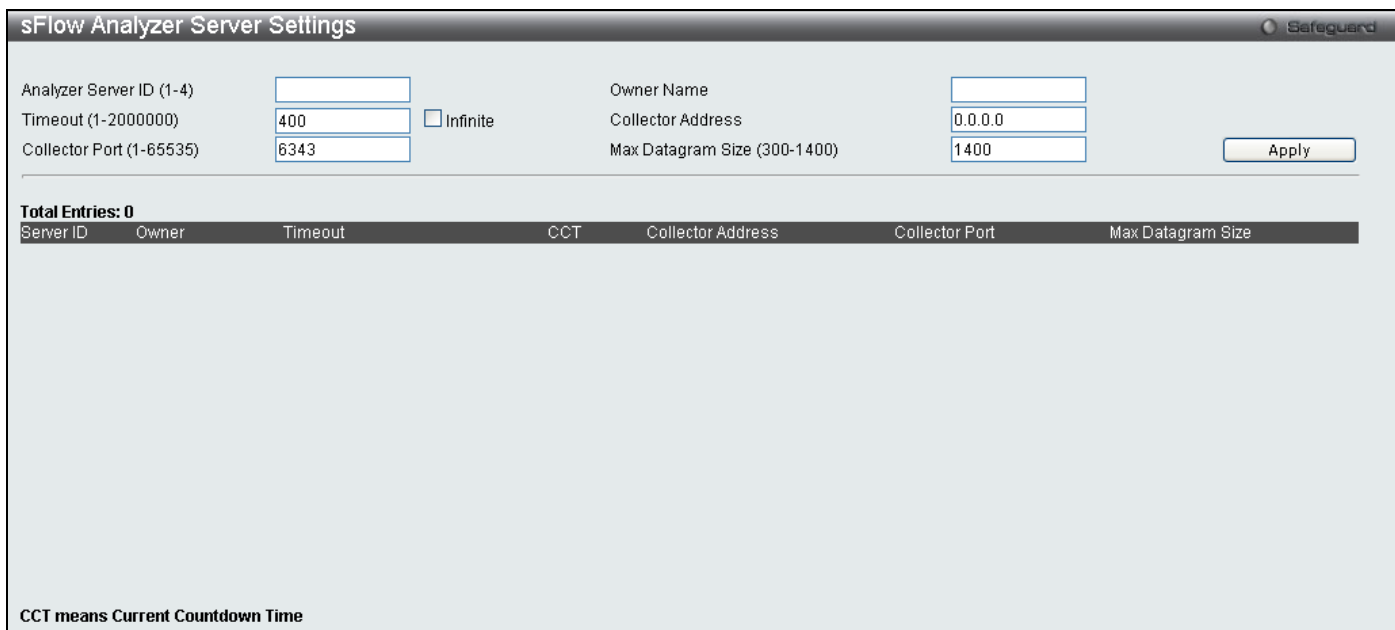 sFlow Analyzer Server Settings Safeguard
Analyzer Server ID (1-4) Owner Name
Timeout (1-2000000) 400 Infinite Collector Address 0.0.0.0
Collector Port (1-65535) 6343 Max Datagram Size (300-1400) 1400 Apply
Total Entries: 0
Server ID Owner Timeout CCT Collector Address Collector Port Max Datagram Size
CCT means Current Countdown Time